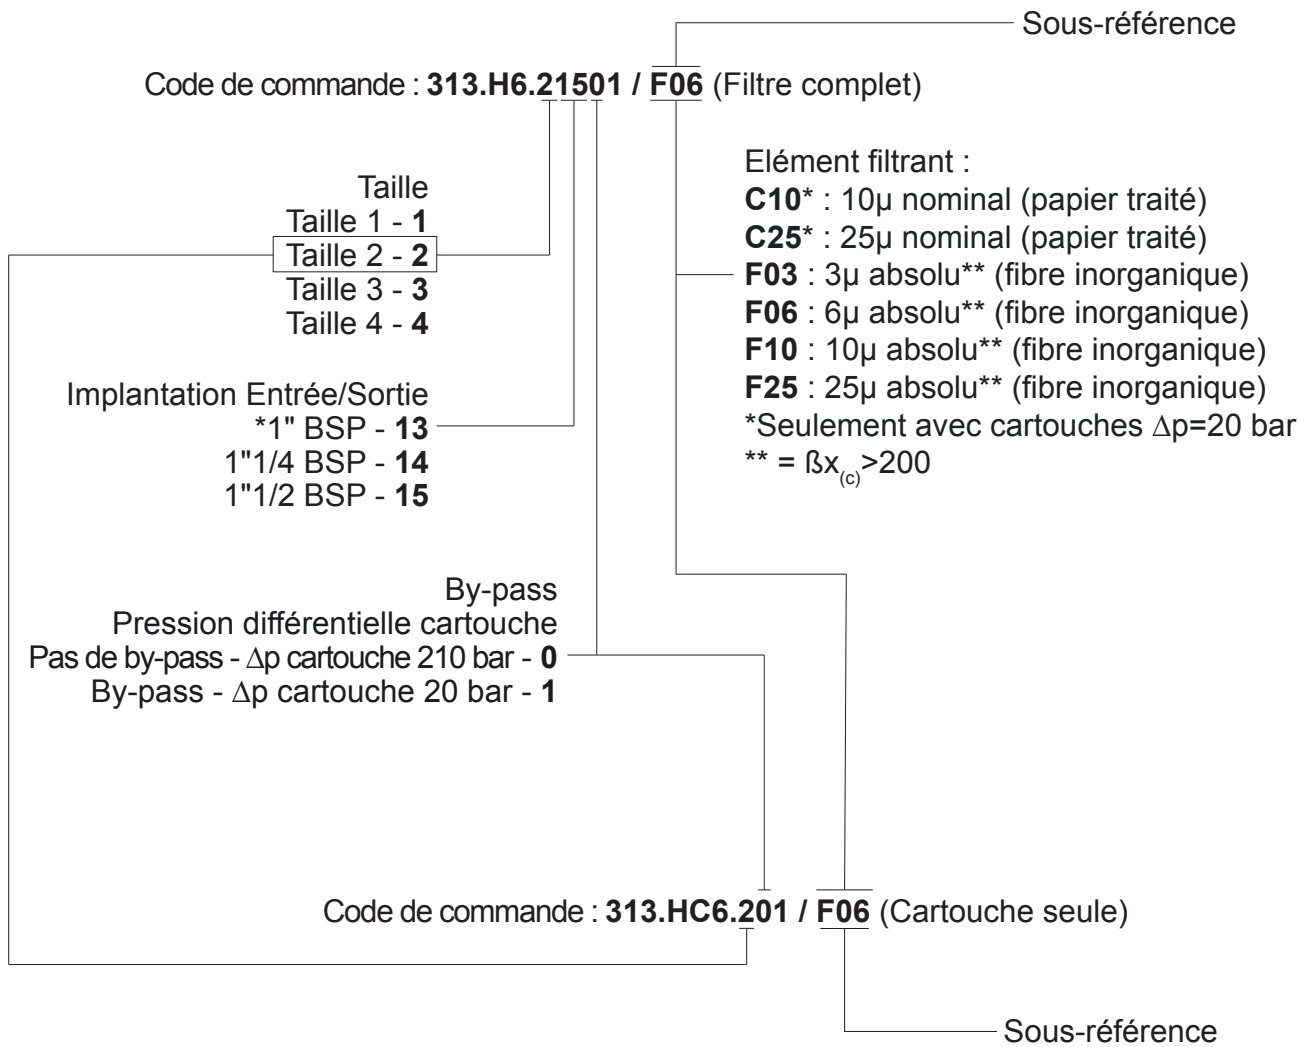 Sous-référence
Code de commande : 313.H6.21501 / F06 (Filtre complet)
Taille
Taille 1 - 1
Taille 2 - 2
Taille 3 - 3
Taille 4 - 4
Implantation Entrée/Sortie
*1" BSP - 13
1"1/4 BSP - 14
1"1/2 BSP - 15
By-pass
Pression différentielle cartouche
Pas de by-pass - Δp cartouche 210 bar - 0
By-pass - Δp cartouche 20 bar - 1
Elément filtrant :
C10* : 10µ nominal (papier traité)
C25* : 25µ nominal (papier traité)
F03 : 3µ absolu** (fibre inorganique)
F06 : 6µ absolu** (fibre inorganique)
F10 : 10µ absolu** (fibre inorganique)
F25 : 25µ absolu** (fibre inorganique)
*Seulement avec cartouches Δp=20 bar
** = ßx(c)>200
Code de commande : 313.HC6.201 / F06 (Cartouche seule)
Sous-référence